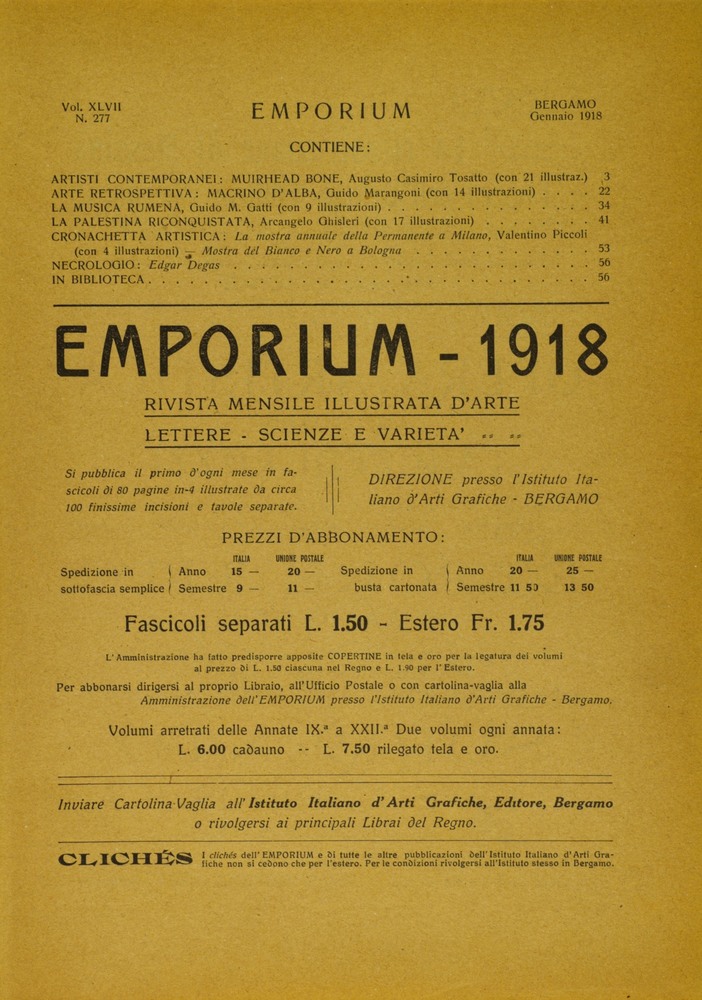 Vol. XLVII
N. 277
EMPORIUM
BERGAMO
Gennaio 1918
CONTIENE:
ARTISTI CONTEMPORANEI: MUIRHEAD BONE, Augusto Casimiro Tosatto (con 21 illustraz.) 3
ARTE RETROSPETTIVA: MACRINO D'ALBA, Guido Marangoni (con 14 illustrazioni) . . . . 22
LA MUSICA RUMENA, Guido M. Gatti (con 9 illustrazioni) . . . . . . . . . . . . . . . . 34
LA PALESTINA RICONQUISTATA, Arcangelo Ghisleri (con 17 illustrazioni) . . . . . . . . 41
CRONACHETTA ARTISTICA: La mostra annuale della Permanente a Milano, Valentino Piccoli
(con 4 illustrazioni) — Mostra del Bianco e Nero a Bologna . . . . . . . . . . . . . 53
NECROLOGIO: Edgar Degas . . . . . . . . . . . . . . . . . . . . . . . . . . . 56
IN BIBLIOTECA . . . . . . . . . . . . . . . . . . . . . . . . . . . . . . . . . 56
EMPORIUM - 1918
RIVISTA MENSILE ILLUSTRATA D'ARTE
LETTERE - SCIENZE E VARIETA'
Si pubblica il primo d'ogni mese in fa-
scicoli di 80 pagine in-4 illustrate da circa
100 finissime incisioni e tavole separate.
DIREZIONE presso l'Istituto Ita-
liano d'Arti Grafiche - BERGAMO
PREZZI D'ABBONAMENTO:
ITALIA UNIONE POSTALE ITALIA UNIONE POSTALE
Spedizione in ( Anno 15 — 20 — Spedizione in ( Anno 20 — 25 —
sottofascia semplice ( Semestre 9 — 11 — busta cartonata ( Semestre 11 50 13 50
Fascicoli separati L. 1.50 - Estero Fr. 1.75
L'Amministrazione ha fatto predisporre apposite COPERTINE in tela e oro per la legatura dei volumi
al prezzo di L. 1.50 ciascuna nel Regno e L. 1.90 per l'Estero.
Per abbonarsi dirigersi al proprio Libraio, all'Ufficio Postale o con cartolina-vaglia alla
Amministrazione dell'EMPORIUM presso l'Istituto Italiano d'Arti Grafiche - Bergamo.
Volumi arretrati delle Annate IX.ª a XXII.ª Due volumi ogni annata:
L. 6.00 cadauno -- L. 7.50 rilegato tela e oro.
Inviare Cartolina Vaglia all'Istituto Italiano d'Arti Grafiche, Editore, Bergamo
o rivolgersi ai principali Librai del Regno.
CLICHÉS I clichés dell'EMPORIUM e di tutte le altre pubblicazioni dell'Istituto Italiano d'Arti Gra-
fiche non si cedono che per l'estero. Per le condizioni rivolgersi all'Istituto stesso in Bergamo.